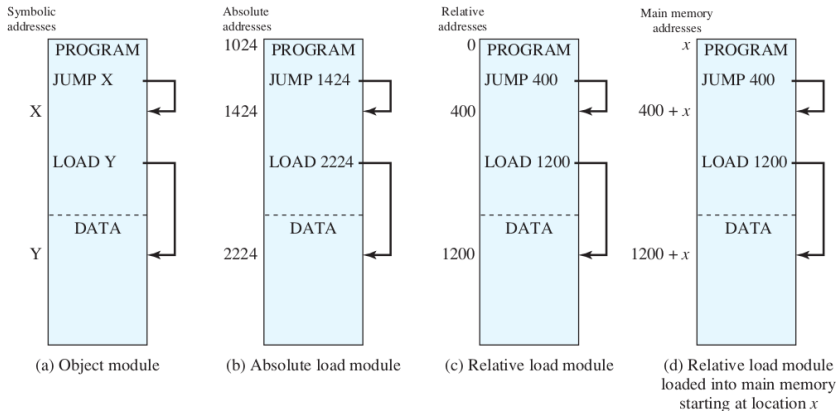 Symbolic
addresses
PROGRAM
JUMP X
X
LOAD Y
DATA
Y
(a) Object module
Absolute
addresses
1024
PROGRAM
JUMP 1424
1424
LOAD 2224
DATA
2224
(b) Absolute load module
Relative
addresses
0
PROGRAM
JUMP 400
400
LOAD 1200
DATA
1200
(c) Relative load module
Main memory
addresses
x
PROGRAM
JUMP 400
400 + x
LOAD 1200
DATA
1200 + x
(d) Relative load module
loaded into main memory
starting at location x